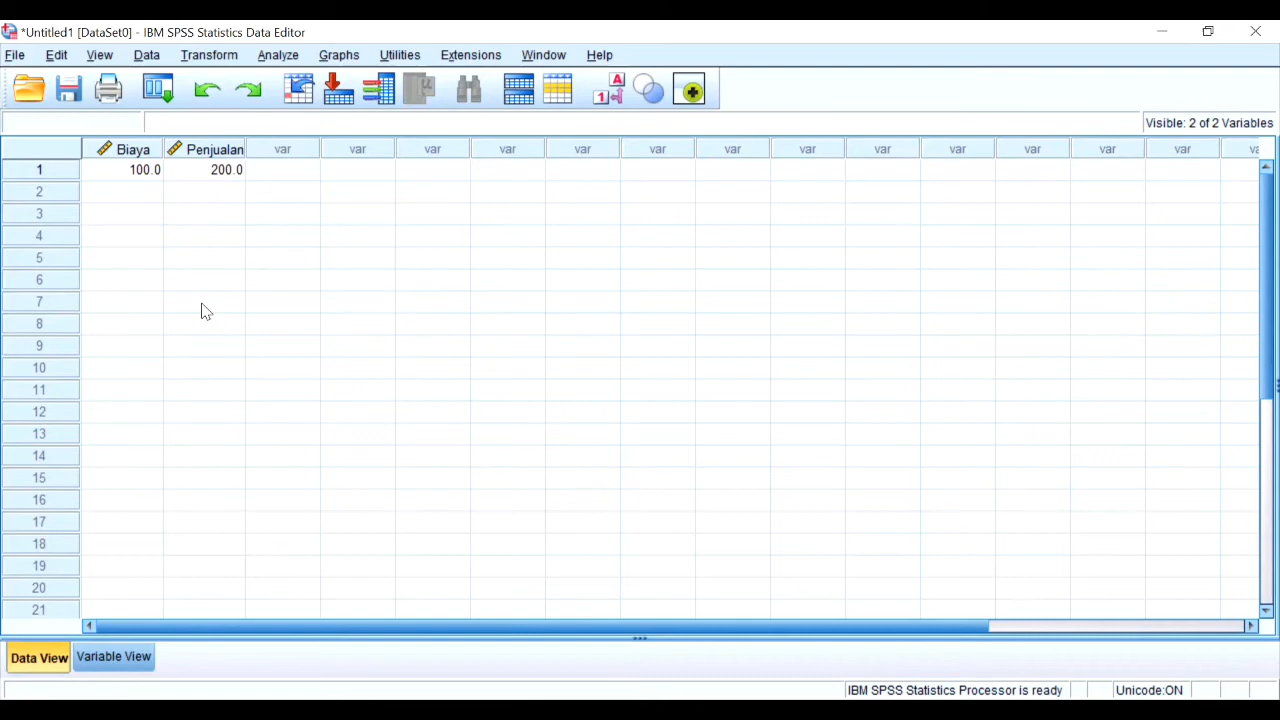 *Untitled1 [DataSet0] - IBM SPSS Statistics Data Editor
File Edit View Data Transform Analyze Graphs Utilities Extensions Window Help
Visible: 2 of 2 Variables
Biaya Penjualan var var var var var var var var var var var var var va
1 100.0 200.0
2
3
4
5
6
7
8
9
10
11
12
13
14
15
16
17
18
19
20
21
Data View Variable View
IBM SPSS Statistics Processor is ready Unicode:ON